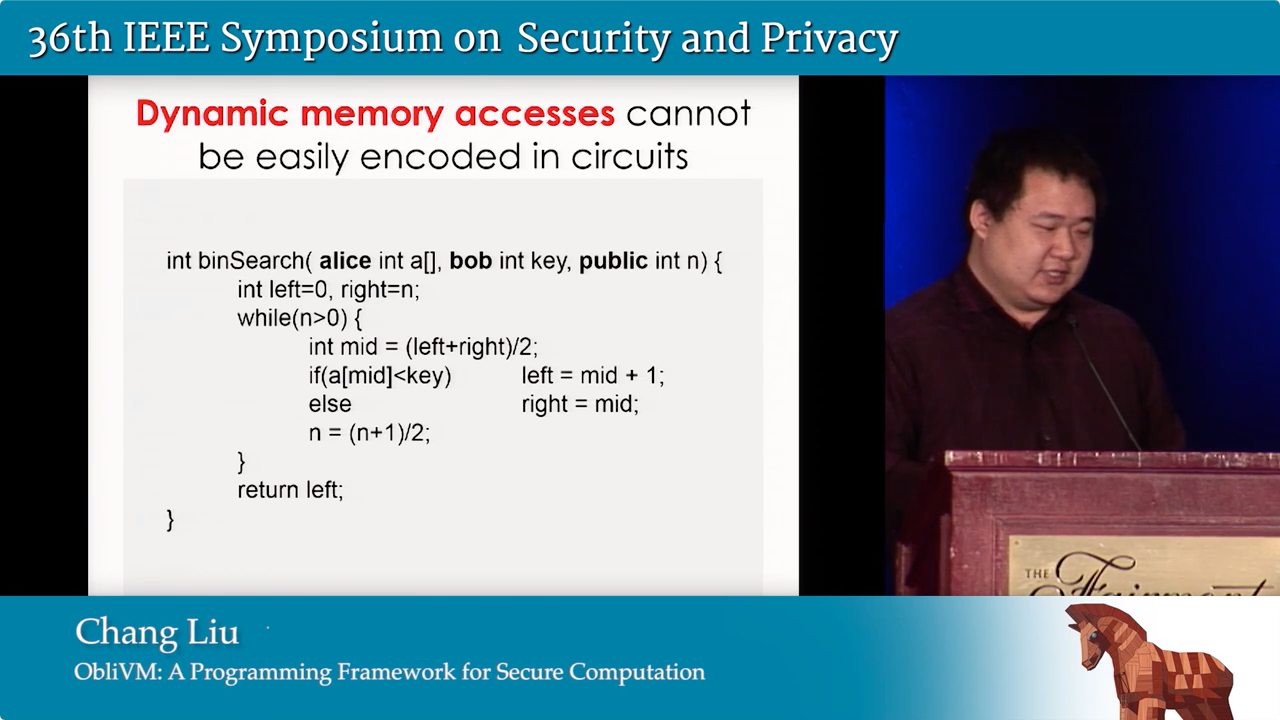 36th IEEE Symposium on Security and Privacy
Dynamic memory accesses cannot
be easily encoded in circuits
int binSearch( alice int a[], bob int key, public int n) {
int left=0, right=n;
while(n>0) {
int mid = (left+right)/2;
if(a[mid]<key) left = mid + 1;
else right = mid;
n = (n+1)/2;
}
return left;
}
THE Fairmont
Chang Liu
ObliVM: A Programming Framework for Secure Computation